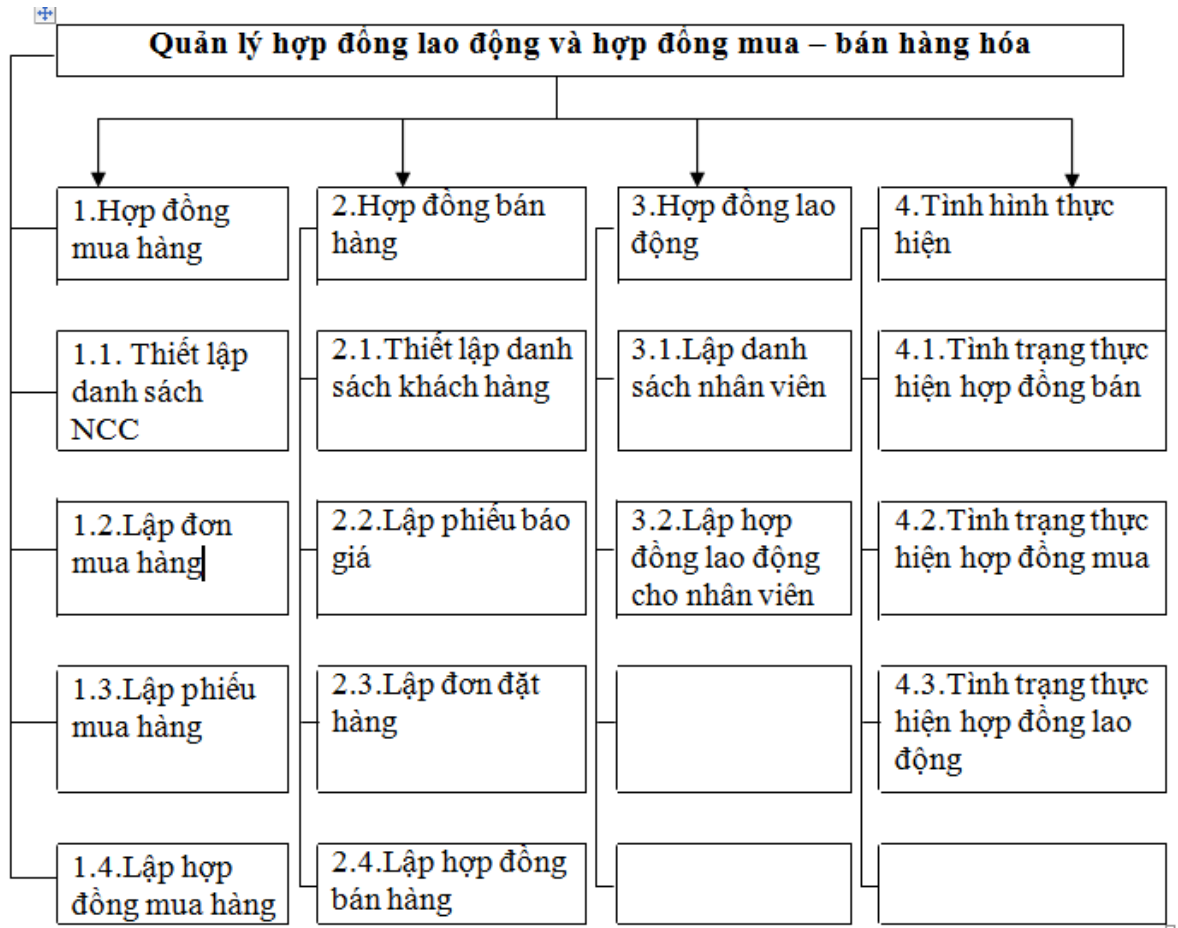 Quản lý hợp đồng lao động và hợp đồng mua – bán hàng hóa
1.Hợp đồng
mua hàng
2.Hợp đồng bán
hàng
3.Hợp đồng lao
động
4.Tình hình thực
hiện
1.1. Thiết lập
danh sách
NCC
2.1.Thiết lập danh
sách khách hàng
3.1.Lập danh
sách nhân viên
4.1.Tình trạng thực
hiện hợp đồng bán
1.2.Lập đơn
mua hàng
2.2.Lập phiếu báo
giá
3.2.Lập hợp
đồng lao động
cho nhân viên
4.2.Tình trạng thực
hiện hợp đồng mua
1.3.Lập phiếu
mua hàng
2.3.Lập đơn đặt
hàng
4.3.Tình trạng thực
hiện hợp đồng lao
động
1.4.Lập hợp
đồng mua hàng
2.4.Lập hợp đồng
bán hàng